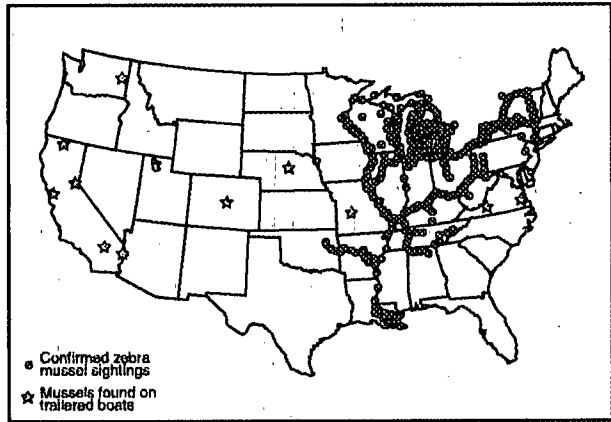 Confirmed zebra
mussel sightings
Mussels found on
trailered boats